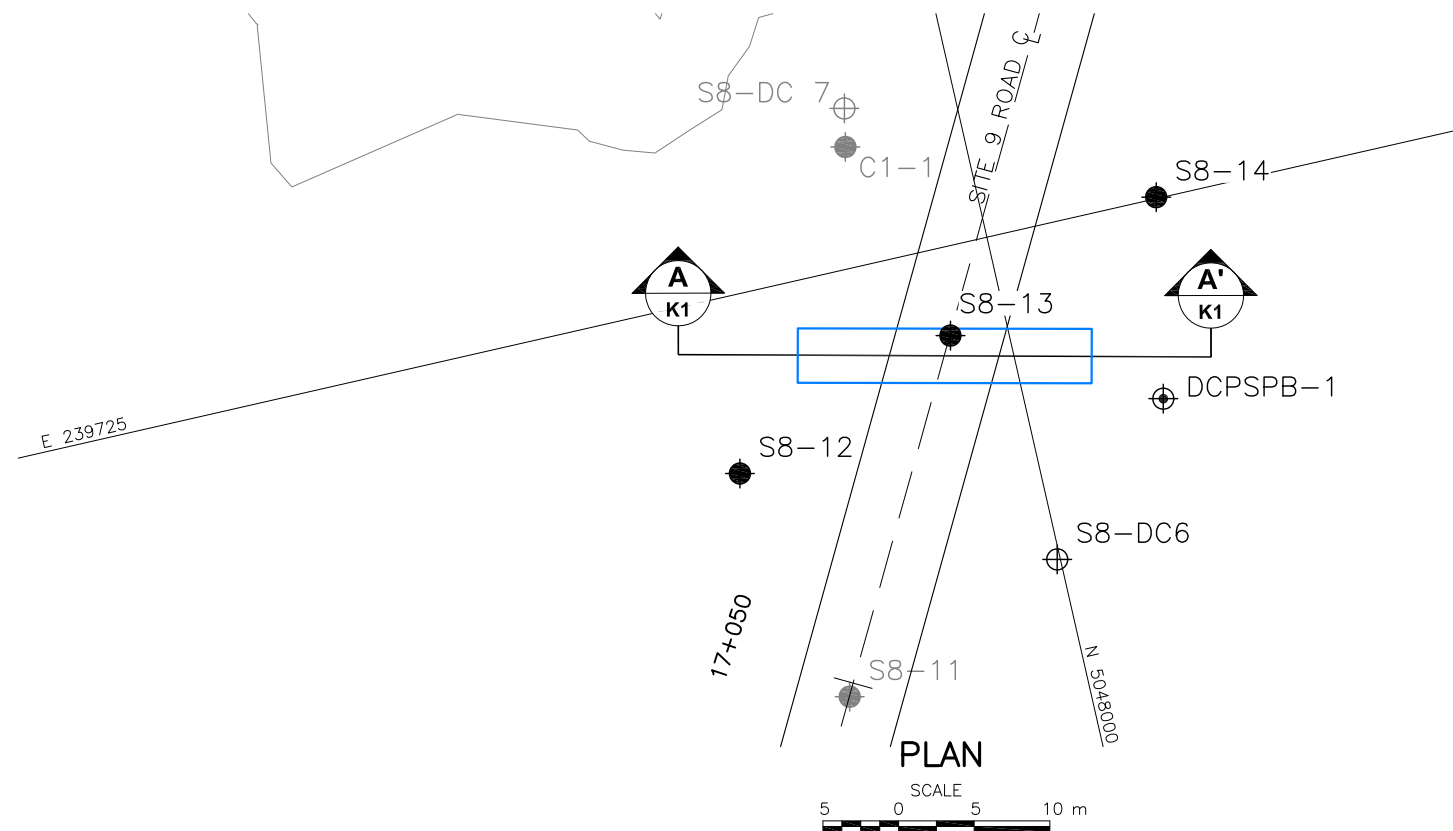 S8-DC 7
C1-1
SITE 9 ROAD CL
S8-14
A
K1
A'
K1
S8-13
DCPSPB-1
E 239725
S8-12
S8-DC6
17+050
S8-11
N 5048000
PLAN
SCALE
5 0 5 10 m